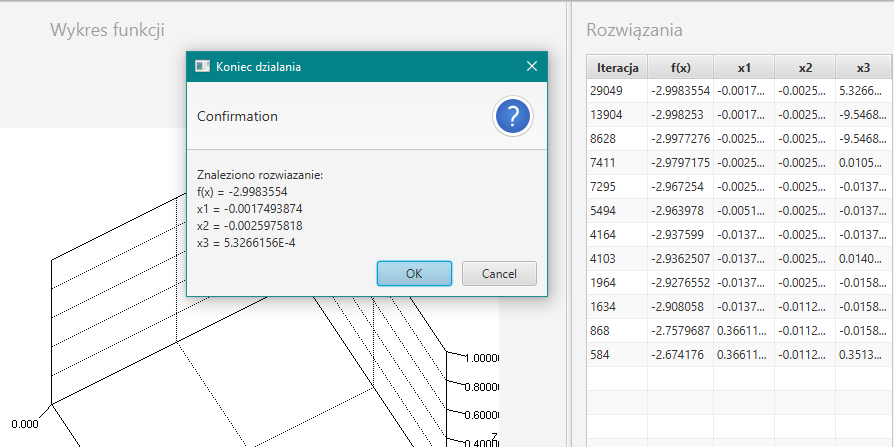 Wykres funkcji
Rozwiązania
Koniec dzialania
Confirmation
Znaleziono rozwiazanie:
f(x) = -2.9983554
x1 = -0.0017493874
x2 = -0.0025975818
x3 = 5.3266156E-4
OK Cancel
Iteracja f(x) x1 x2 x3
29049 -2.9983554 -0.0017... -0.0025... 5.3266...
13904 -2.998253 -0.0017... -0.0025... -9.5468...
8628 -2.9977276 -0.0025... -0.0025... -9.5468...
7411 -2.9797175 -0.0025... -0.0025... 0.0105...
7295 -2.967254 -0.0025... -0.0025... -0.0137...
5494 -2.963978 -0.0051... -0.0025... -0.0137...
4164 -2.937599 -0.0137... -0.0025... -0.0137...
4103 -2.9362507 -0.0137... -0.0025... 0.0140...
1964 -2.9276552 -0.0137... -0.0025... -0.0158...
1634 -2.908058 -0.0137... -0.0112... -0.0158...
868 -2.7579687 0.36611... -0.0112... -0.0158...
584 -2.674176 0.36611... -0.0112... 0.3513...
0.000
1.0000
0.8000
0.6000
Z
0.4000